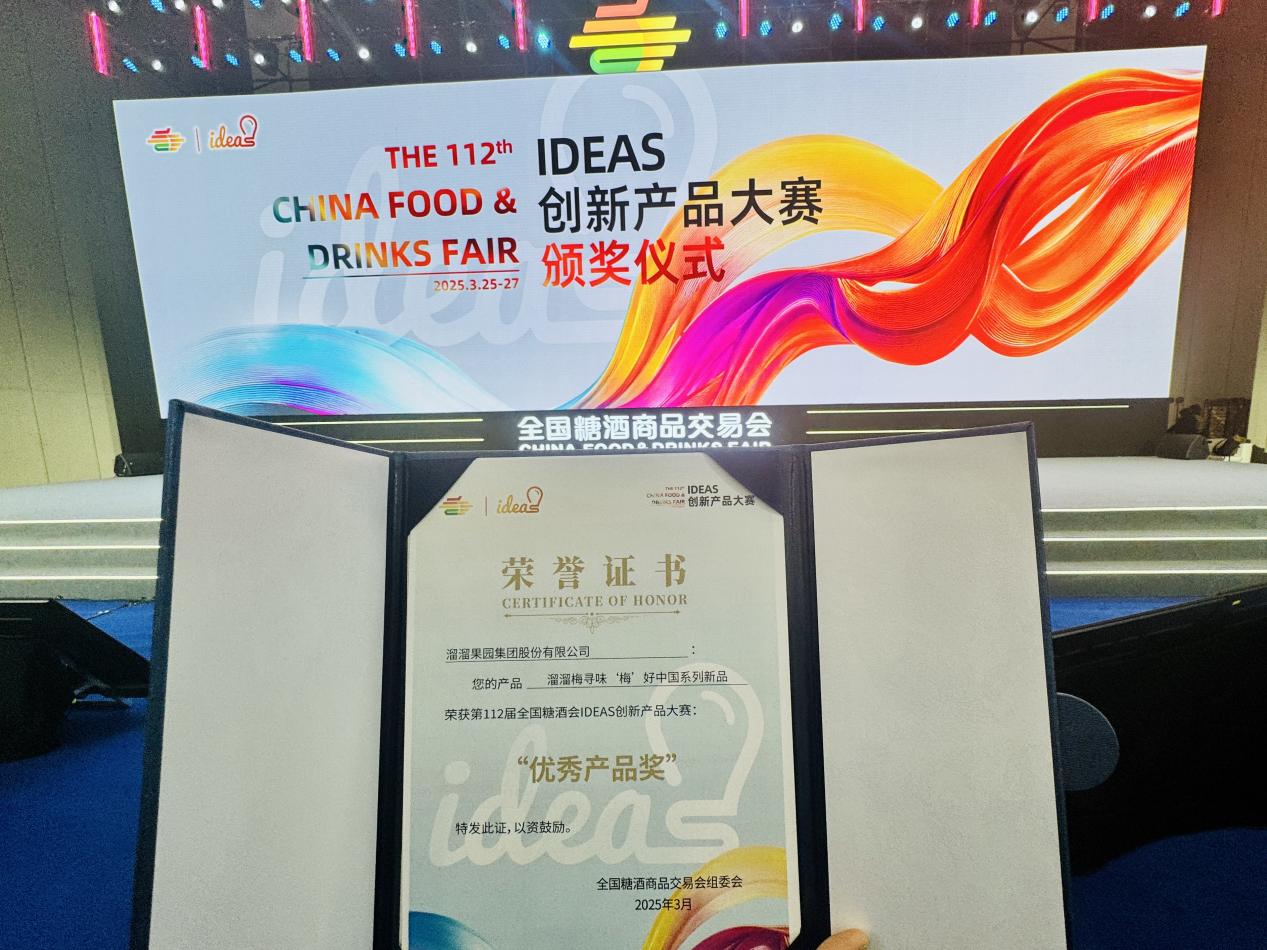 ideas
THE 112th
CHINA FOOD &
DRINKS FAIR
2025.3.25-27
IDEAS
创新产品大赛
颁奖仪式
ideas
全国糖酒商品交易会
CHINA FOOD & DRINKS FAIR
ideas
THE 112th
CHINA FOOD &
DRINKS FAIR
IDEAS
创新产品大赛
荣誉证书
CERTIFICATE OF HONOR
溜溜果园集团股份有限公司：
您的产品 溜溜梅寻味‘梅’好中国系列新品
荣获第112届全国糖酒会IDEAS创新产品大赛：
“优秀产品奖”
ideas
特发此证，以资鼓励。
全国糖酒商品交易会组委会
2025年3月